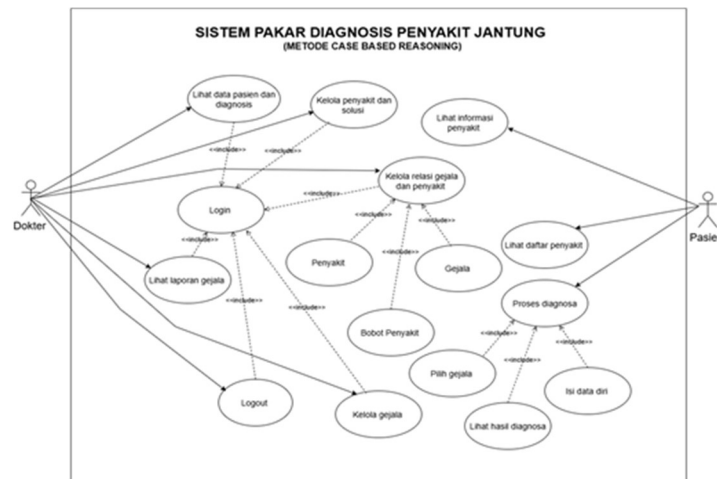 SISTEM PAKAR DIAGNOSIS PENYAKIT JANTUNG
(METODE CASE BASED REASONING)
Lihat data pasien dan
diagnosis
Kelola penyakit dan
solusi
Lihat informasi
penyakit
<<include>>
<<include>>
Kelola relasi gejala
dan penyakit
<<include>>
Dokter
Login
<<include>>
<<include>>
Pasie
<<include>>
Lihat daftar penyakit
Penyakit
Gejala
Lihat laporan gejala
<<include>>
<<include>>
<<include>>
Proses diagnosa
Bobot Penyakit
<<include>>
<<include>>
<<include>>
Pilih gejala
Isi data diri
Logout
Kelola gejala
Lihat hasil diagnosa